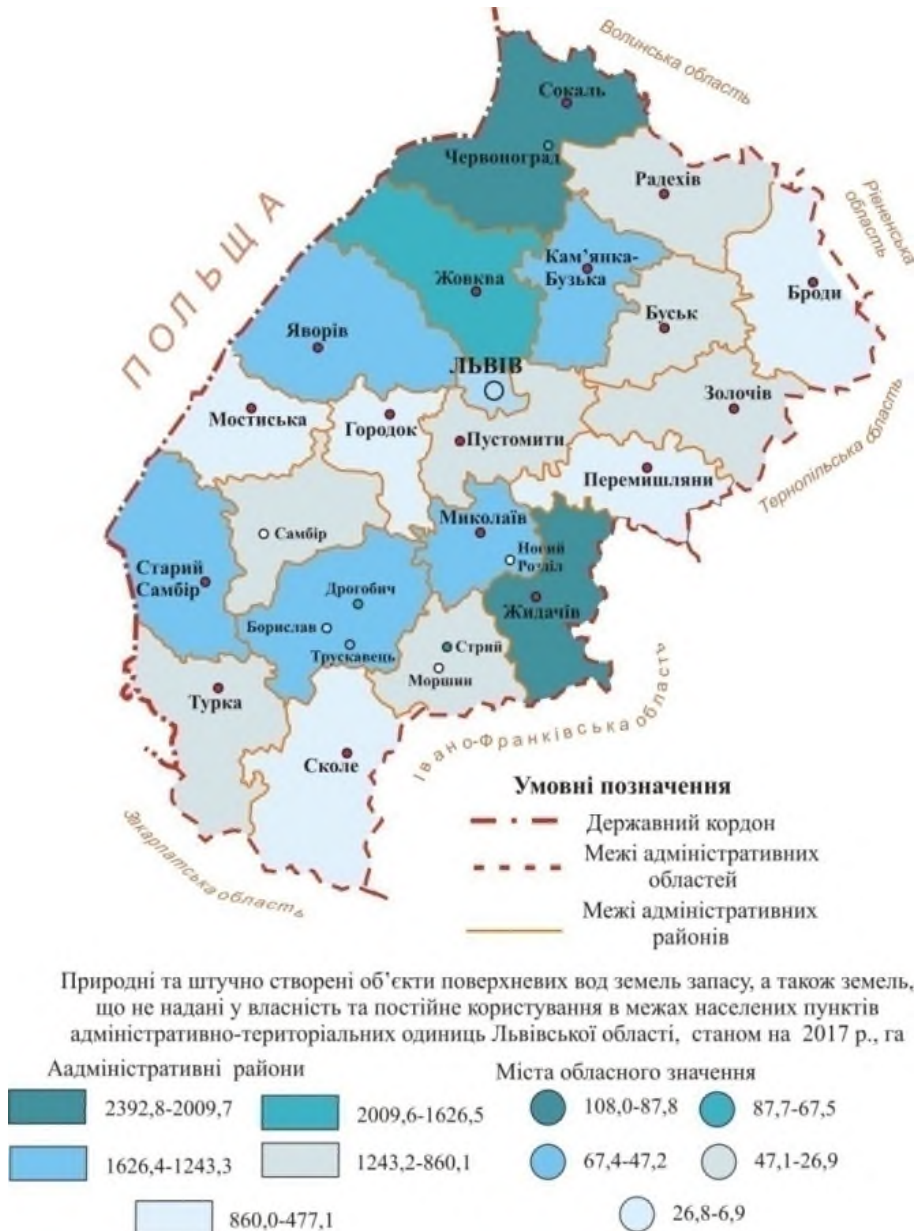 Волинська область
Сокаль
Червоноград
Радехів
Рівненська
область
ПОЛЬЩА
Кам’янка-
Бузька
Жовква
Броди
Буськ
Яворів
ЛЬВІВ
Золочів
Мостиська
Городок
Пустомити
Тернопільська область
Перемишляни
Миколаїв
Самбір
Новий
Розділ
Старий
Самбір
Дрогобич
Жидачів
Борислав
Стрий
Трускавець
Моршин
Турка
Івано-Франківська область
Сколе
Закарпатська область
Умовні позначення
Державний кордон
Межі адміністративних
областей
Межі адміністративних
районів
Природні та штучно створені об’єкти поверхневих вод земель запасу, а також земель,
що не надані у власність та постійне користування в межах населених пунктів
адміністративно-територіальних одиниць Львівської області, станом на 2017 р., га
Аадміністративні райони
Міста обласного значення
2392,8-2009,7
2009,6-1626,5
108,0-87,8
87,7-67,5
1626,4-1243,3
1243,2-860,1
67,4-47,2
47,1-26,9
860,0-477,1
26,8-6,9